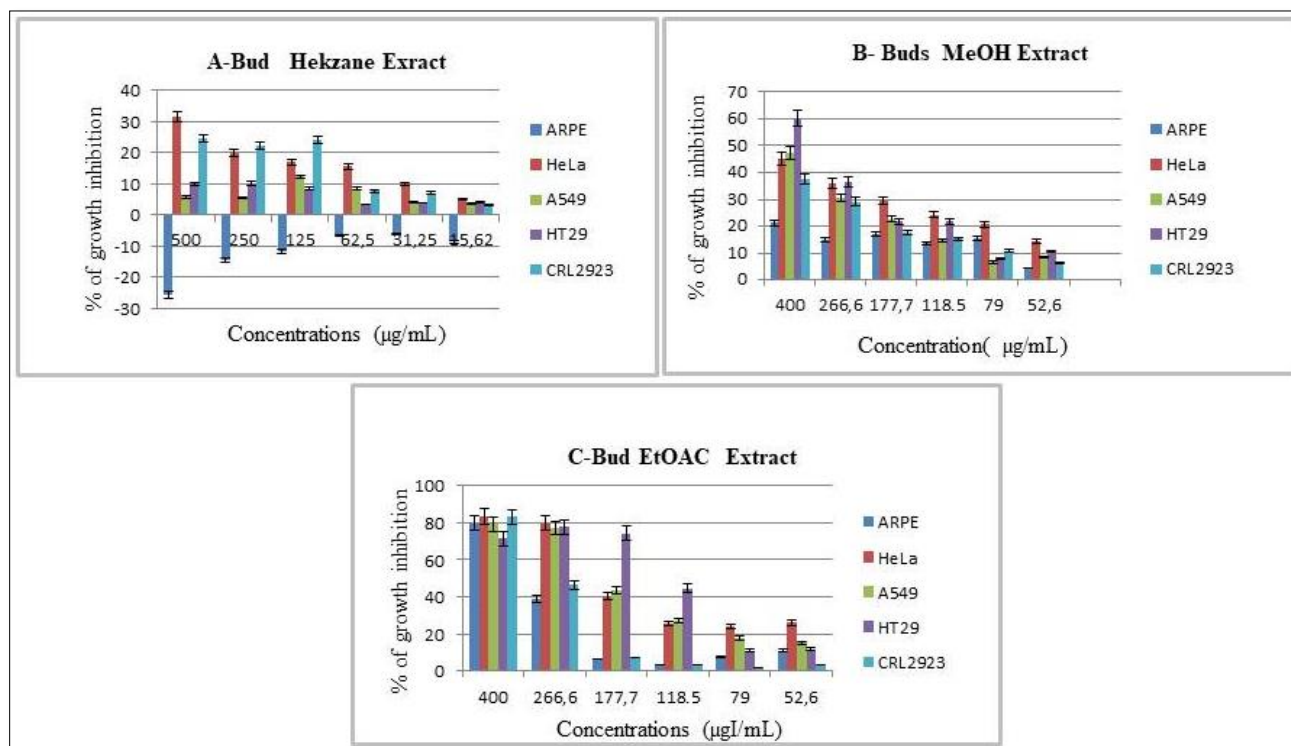 A-Bud Hekzane Exract
% of growth inhibition
40
30
20
10
0
-10
-20
-30
500 250 125 62,5 31,25 15,62
Concentrations (µg/mL)
ARPE
HeLa
A549
HT29
CRL2923
B- Buds MeOH Extract
% of growth inhibition
70
60
50
40
30
20
10
0
400 266,6 177,7 118.5 79 52,6
Concentration( µg/mL)
ARPE
HeLa
A549
HT29
CRL2923
C-Bud EtOAC Extract
% of growth inhibition
100
80
60
40
20
0
400 266,6 177,7 118.5 79 52,6
Concentrations (µgI/mL)
ARPE
HeLa
A549
HT29
CRL2923